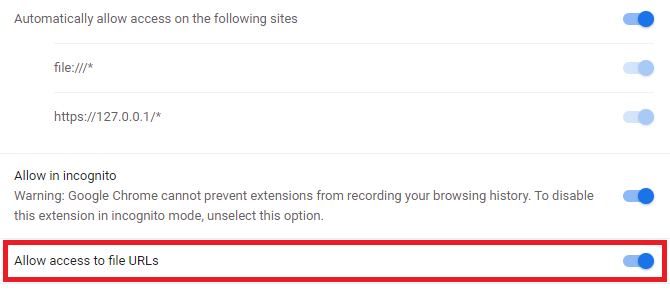 Automatically allow access on the following sites
file:///*
https://127.0.0.1/*
Allow in incognito
Warning: Google Chrome cannot prevent extensions from recording your browsing history. To disable
this extension in incognito mode, unselect this option.
Allow access to file URLs